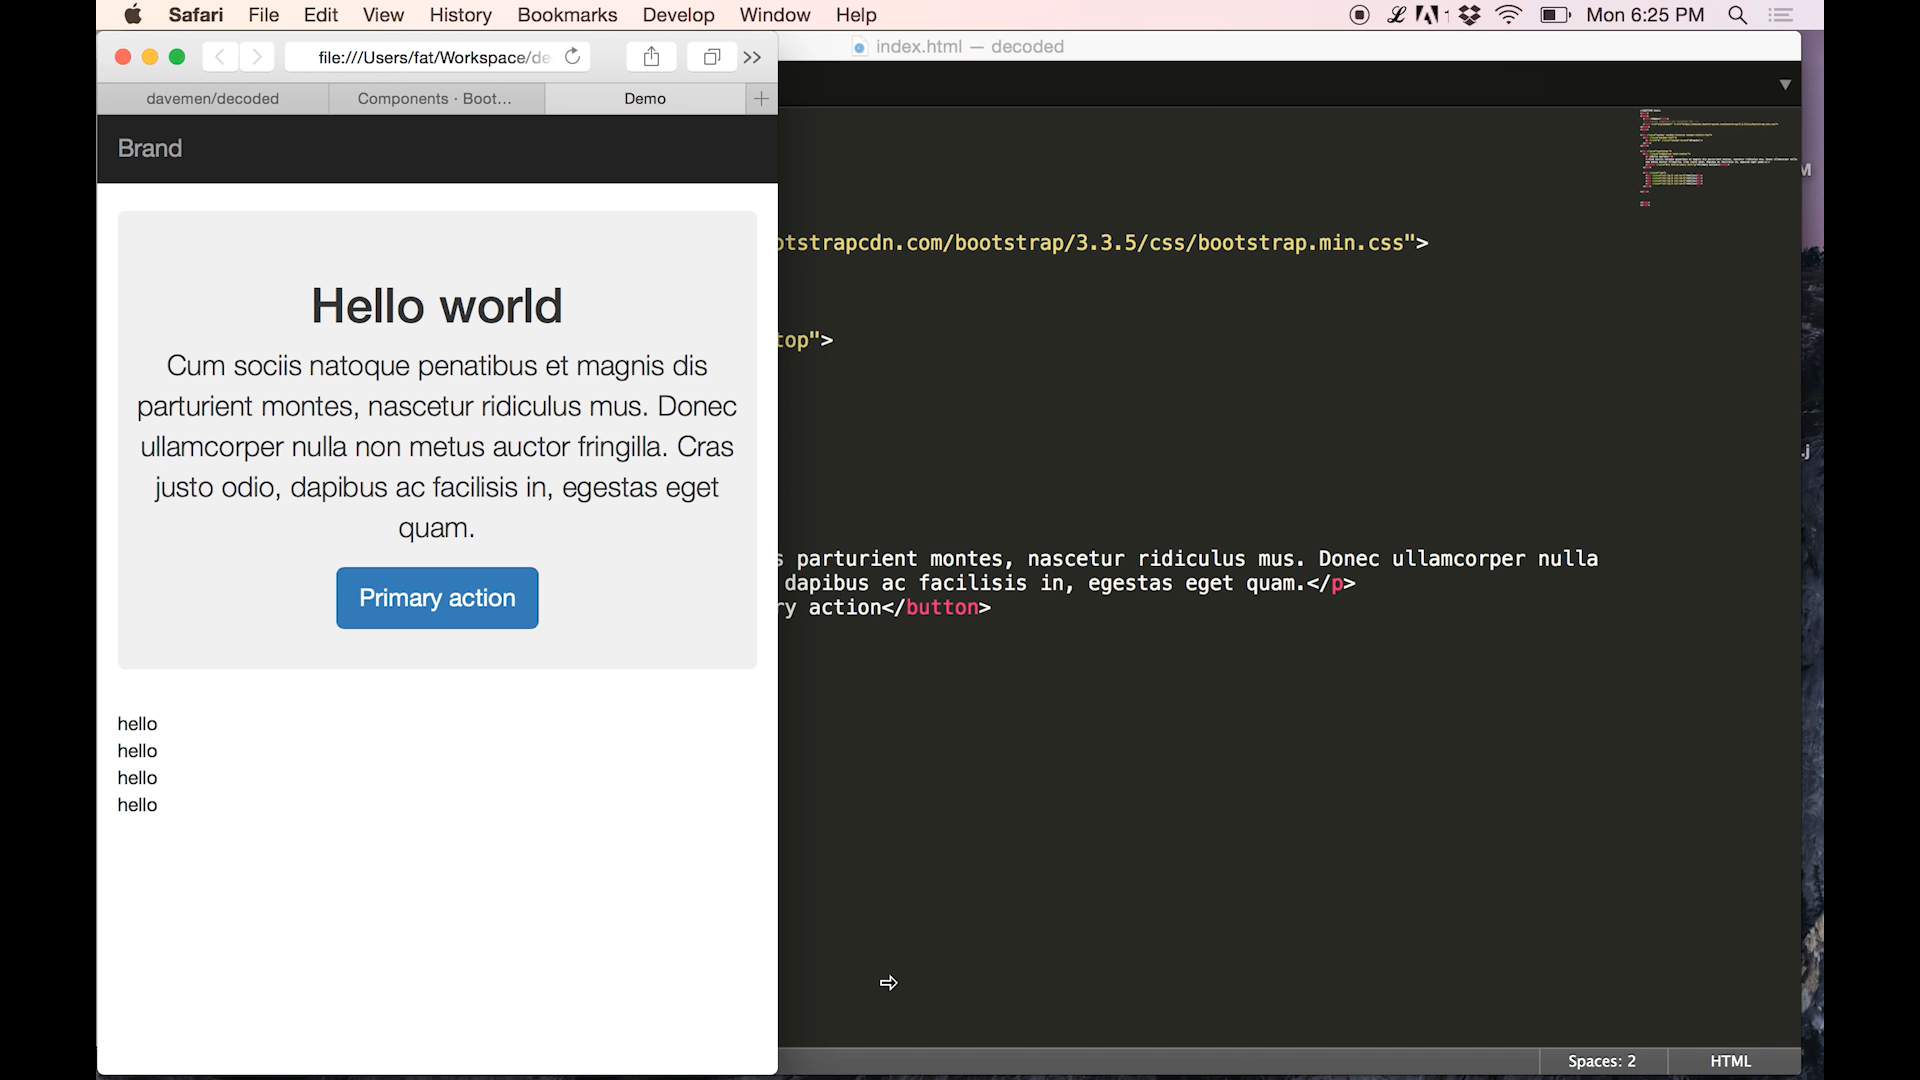 Safari File Edit View History Bookmarks Develop Window Help
1 Mon 6:25 PM
file:///Users/fat/Workspace/de
index.html — decoded
davemen/decoded Components · Boot... Demo
Brand
Hello world
Cum sociis natoque penatibus et magnis dis
parturient montes, nascetur ridiculus mus. Donec
ullamcorper nulla non metus auctor fringilla. Cras
justo odio, dapibus ac facilisis in, egestas eget
quam.
Primary action
hello
hello
hello
hello
otstrapcdn.com/bootstrap/3.3.5/css/bootstrap.min.css">
top">
s parturient montes, nascetur ridiculus mus. Donec ullamcorper nulla
dapibus ac facilisis in, egestas eget quam.</p>
ry action</button>
M
.j
Spaces: 2 HTML